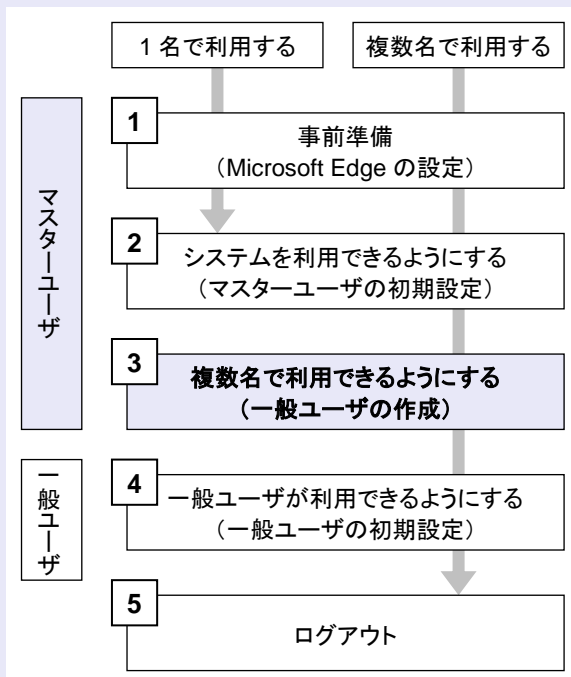 1 名で利用する
複数名で利用する
マスターユーザ
1
事前準備
（Microsoft Edge の設定）
2
システムを利用できるようにする
（マスターユーザの初期設定）
3
複数名で利用できるようにする
（一般ユーザの作成）
一般ユーザ
4
一般ユーザが利用できるようにする
（一般ユーザの初期設定）
5
ログアウト